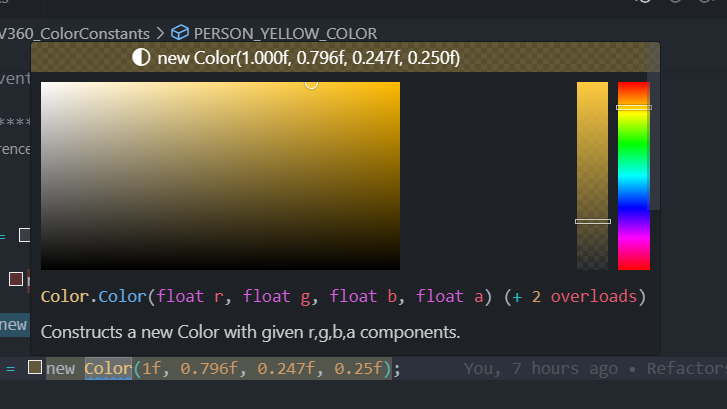 V360_ColorConstants > PERSON_YELLOW_COLOR
new Color(1.000f, 0.796f, 0.247f, 0.250f)
vent
****
rence
=
Color.Color(float r, float g, float b, float a) (+ 2 overloads)
new
Constructs a new Color with given r,g,b,a components.
= new Color(1f, 0.796f, 0.247f, 0.25f); You, 7 hours ago • Refactors